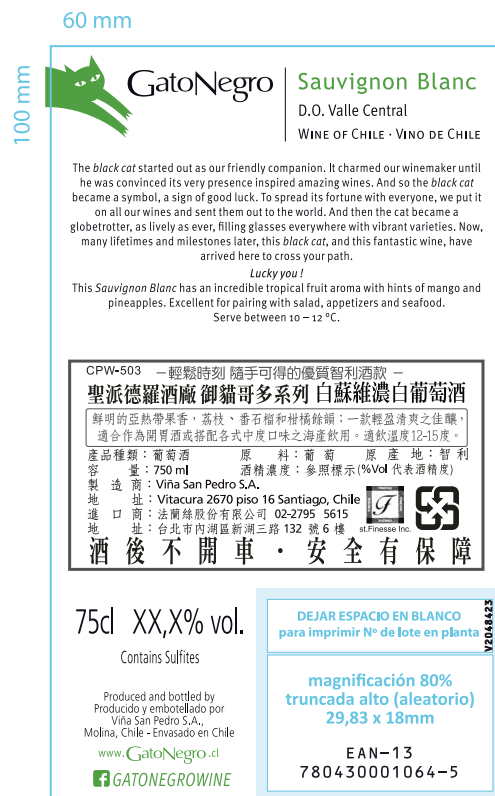 60 mm
100 mm
GatoNegro
Sauvignon Blanc
D.O. Valle Central
WINE OF CHILE · VINO DE CHILE
The black cat started out as our friendly companion. It charmed our winemaker until
he was convinced its very presence inspired amazing wines. And so the black cat
became a symbol, a sign of good luck. To spread its fortune with everyone, we put it
on all our wines and sent them out to the world. And then the cat became a
globetrotter, as lively as ever, filling glasses everywhere with vibrant varieties. Now,
many lifetimes and milestones later, this black cat, and this fantastic wine, have
arrived here to cross your path.
Lucky you !
This Sauvignon Blanc has an incredible tropical fruit aroma with hints of mango and
pineapples. Excellent for pairing with salad, appetizers and seafood.
Serve between 10 – 12 ºC.
CPW-503 －輕鬆時刻 隨手可得的優質智利酒款－
聖派德羅酒廠 御貓哥多系列 白蘇維濃白葡萄酒
鮮明的亞熱帶果香，荔枝、番石榴和柑橘餘韻；一款輕盈清爽之佳釀，
適合作為開胃酒或搭配各式中度口味之海產飲用。適飲溫度12-15度。
產品種類：葡萄酒 原料：葡萄 原產地：智利
容量：750 ml 酒精濃度：參照標示(%Vol 代表酒精度)
製造商：Viña San Pedro S.A.
地址：Vitacura 2670 piso 16 Santiago, Chile
進口商：法蘭絲股份有限公司 02-2795 5615
地址：台北市內湖區新湖三路 132 號 6 樓
F
st.Finesse Inc.
酒後不開車・安全有保障
75cl XX,X% vol.
Contains Sulfites
Produced and bottled by
Producido y embotellado por
Viña San Pedro S.A.,
Molina, Chile - Envasado en Chile
www.GatoNegro.cl
f GATONEGROWINE
DEJAR ESPACIO EN BLANCO
para imprimir Nº de lote en planta
V2048423
magnificación 80%
truncada alto (aleatorio)
29,83 x 18mm
EAN-13
780430001064-5